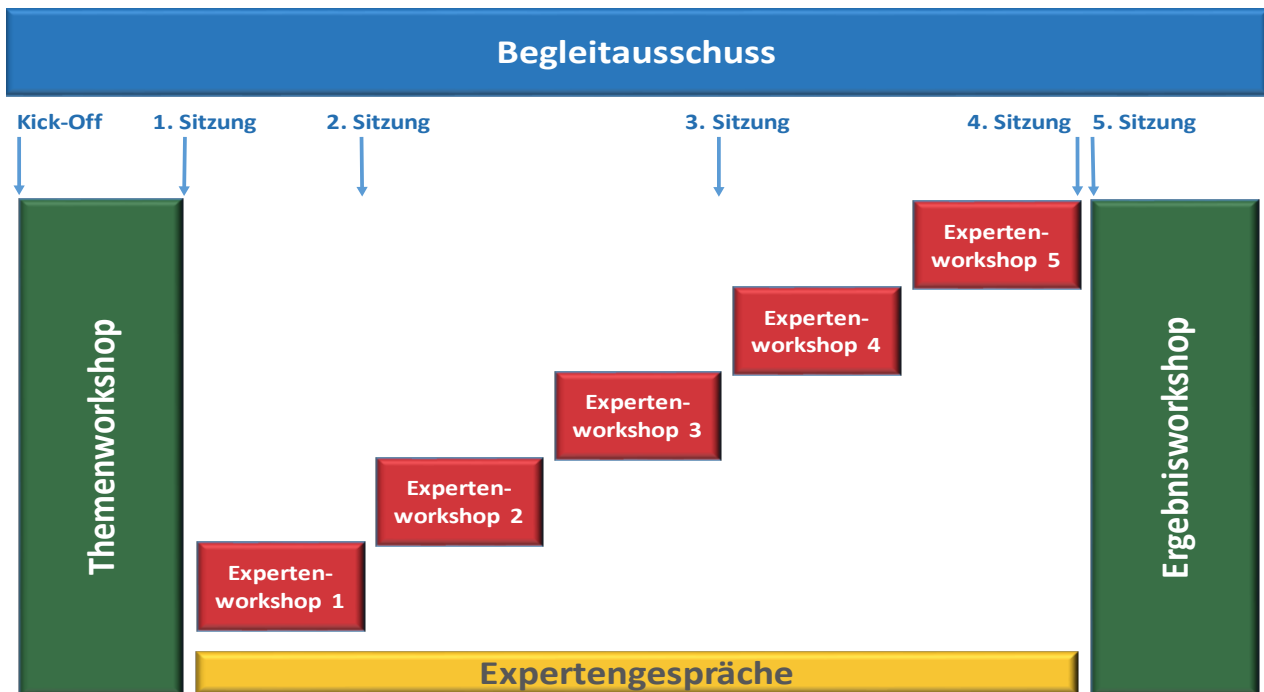 Begleitausschuss
Kick-Off 1. Sitzung 2. Sitzung 3. Sitzung 4. Sitzung 5. Sitzung
Themenworkshop
Experten-
workshop 5
Experten-
workshop 4
Experten-
workshop 3
Experten-
workshop 2
Experten-
workshop 1
Expertengespräche
Ergebnisworkshop